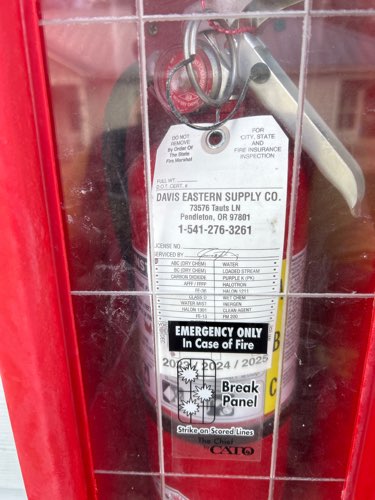 DO NOT
REMOVE
By Order Of
The State
Fire Marshal
FOR
CITY, STATE
AND
FIRE INSURANCE
INSPECTION
FULL WT.
D.O.T. CERT. #
DAVIS EASTERN SUPPLY CO.
73576 Tauts LN
Pendleton, OR 97801
1-541-276-3261
LICENSE NO.
SERVICED BY
ABC (DRY CHEM) WATER
BC (DRY CHEM) LOADED STREAM
CARBON DIOXIDE PURPLE K (PK)
AFFF / FFFP HALOTRON
FE-36 HALON 1211
CLASS D WET CHEM
WATER MIST INERGEN
HALON 1301 CLEAN AGENT
FE-13 FM 200
EMERGENCY ONLY
In Case of Fire
2023 / 2024 / 2025
B
Break
Panel
C
Strike on Scored Lines
The Chief
by CATO